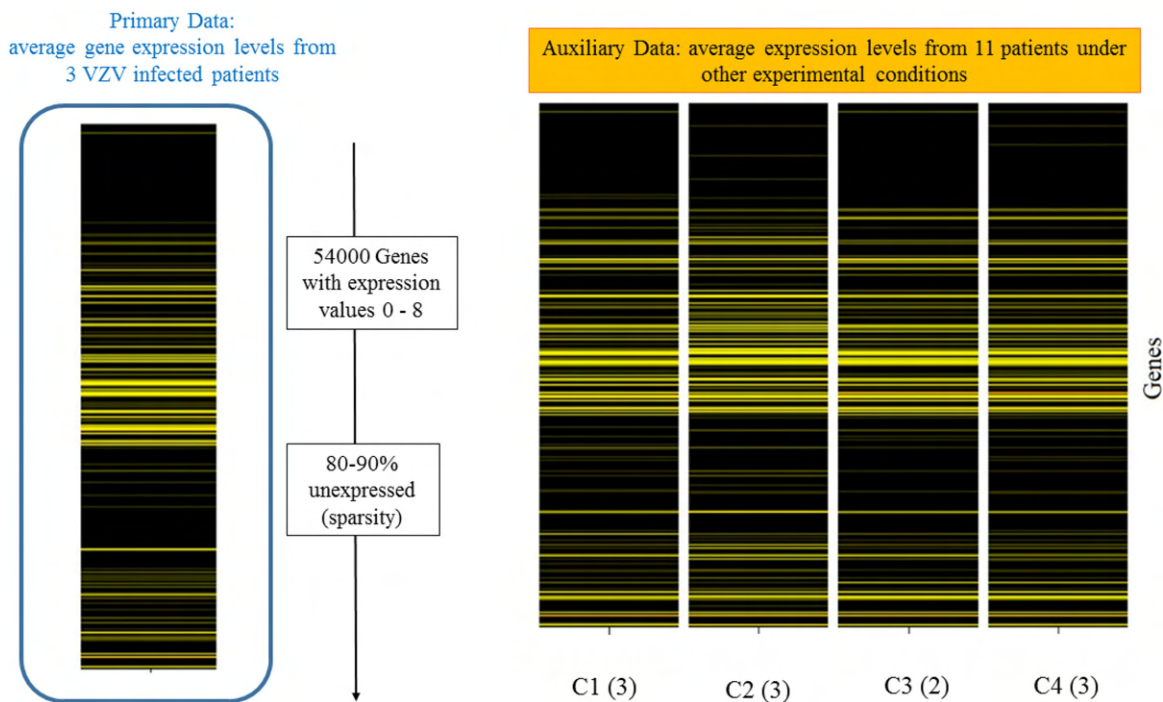 Primary Data:
average gene expression levels from
3 VZV infected patients
54000 Genes
with expression
values 0 - 8
80-90%
unexpressed
(sparsity)
Auxiliary Data: average expression levels from 11 patients under
other experimental conditions
Genes
C1 (3)
C2 (3)
C3 (2)
C4 (3)